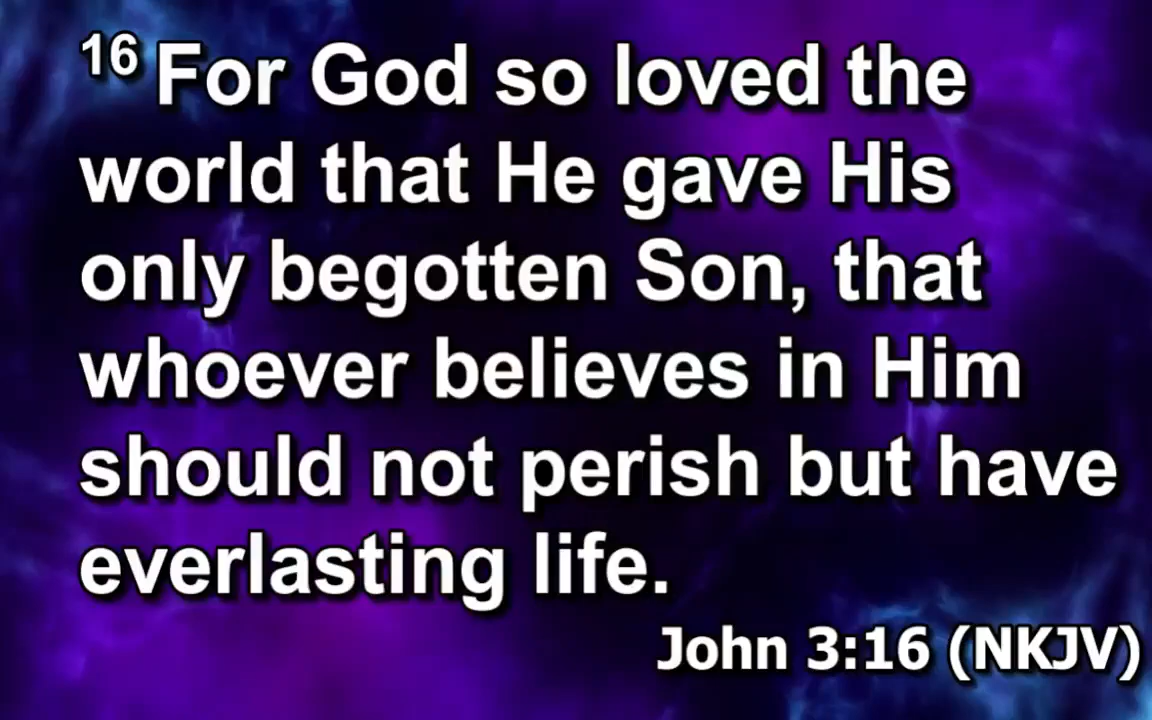 16 For God so loved the
world that He gave His
only begotten Son, that
whoever believes in Him
should not perish but have
everlasting life.
John 3:16 (NKJV)